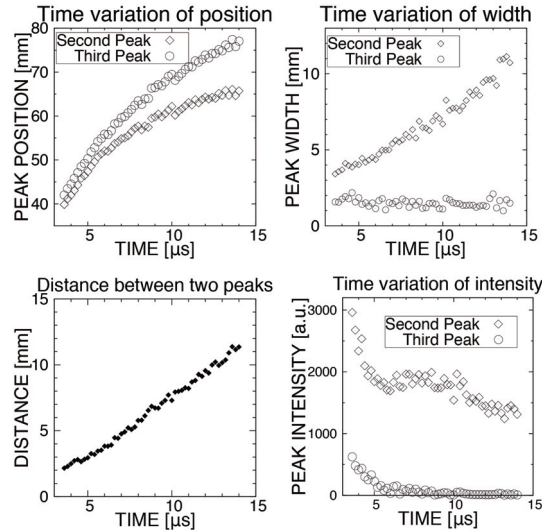 Time variation of position
PEAK POSITION [mm]
80
70
60
50
40
30
Second Peak
Third Peak
5
10
15
TIME [μs]
Time variation of width
PEAK WIDTH [mm]
10
5
0
Second Peak
Third Peak
5
10
15
TIME [μs]
Distance between two peaks
DISTANCE [mm]
15
10
5
0
5
10
15
TIME [μs]
Time variation of intensity
PEAK INTENSITY [a.u.]
3000
2000
1000
0
Second Peak
Third Peak
5
10
15
TIME [μs]